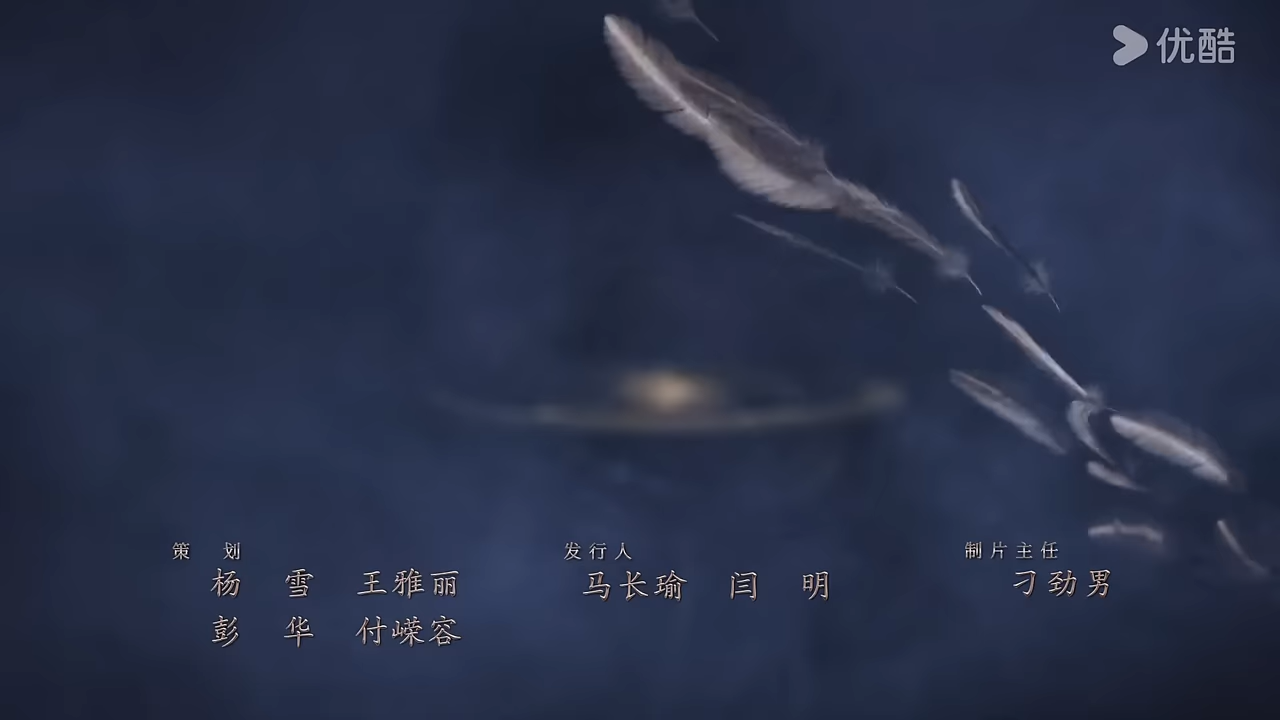 优酷
策 划
杨 雪 王雅丽
彭 华 付嵘容
发行人
马长瑜 闫 明
制片主任
刁劲男